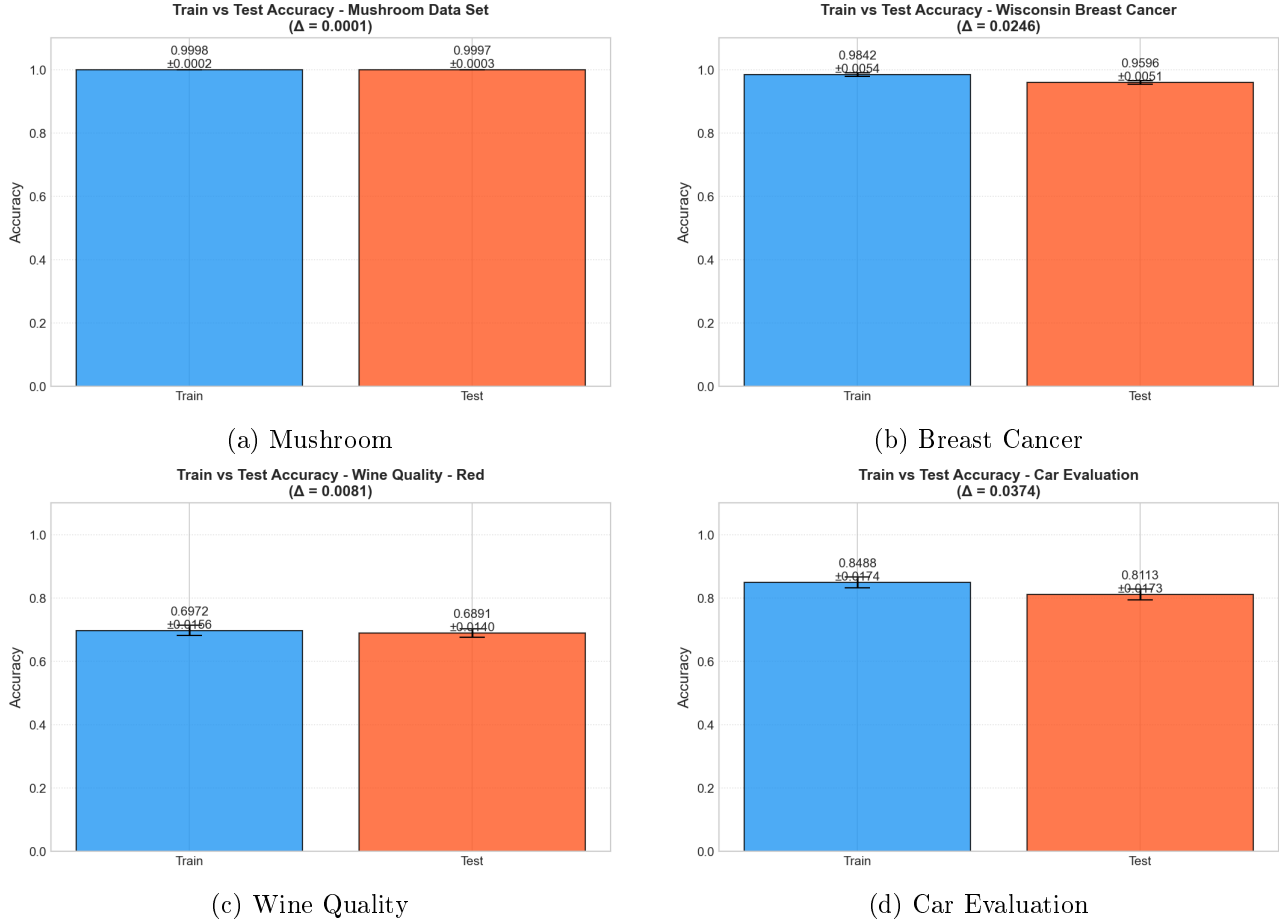 Train vs Test Accuracy - Mushroom Data Set
(Δ = 0.0001)
0.9998
±0.0002
0.9997
±0.0003
1.0
0.8
0.6
0.4
0.2
0.0
Accuracy
Train
Test
(a) Mushroom
Train vs Test Accuracy - Wisconsin Breast Cancer
(Δ = 0.0246)
0.9842
±0.0054
0.9596
±0.0051
1.0
0.8
0.6
0.4
0.2
0.0
Accuracy
Train
Test
(b) Breast Cancer
Train vs Test Accuracy - Wine Quality - Red
(Δ = 0.0081)
0.6972
±0.0156
0.6891
±0.0140
1.0
0.8
0.6
0.4
0.2
0.0
Accuracy
Train
Test
(c) Wine Quality
Train vs Test Accuracy - Car Evaluation
(Δ = 0.0374)
0.8488
±0.0174
0.8113
±0.0173
1.0
0.8
0.6
0.4
0.2
0.0
Accuracy
Train
Test
(d) Car Evaluation